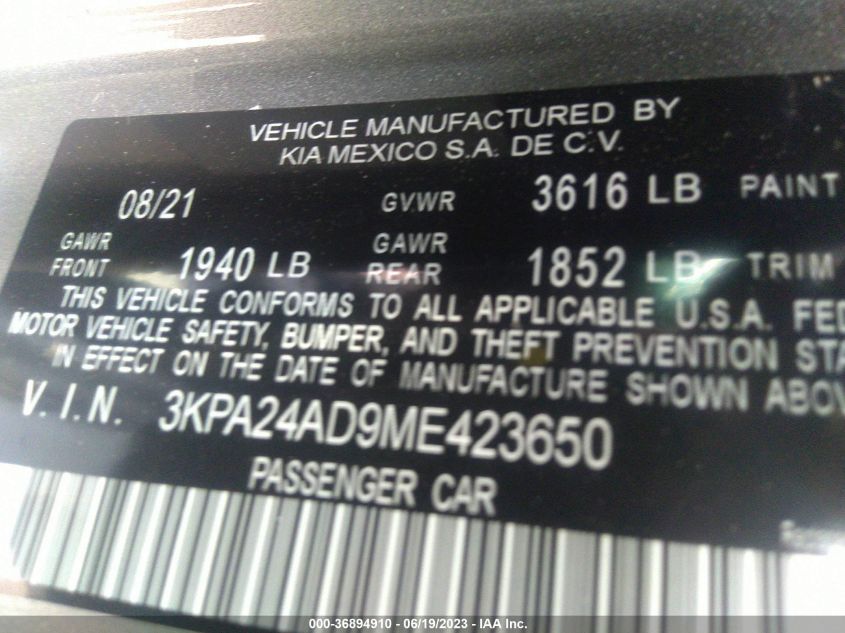 VEHICLE MANUFACTURED BY
KIA MEXICO S.A. DE C.V.
08/21 GVWR 3616 LB PAINT
GAWR FRONT 1940 LB GAWR REAR 1852 LB TRIM
THIS VEHICLE CONFORMS TO ALL APPLICABLE U.S.A. FED
MOTOR VEHICLE SAFETY, BUMPER, AND THEFT PREVENTION STA
IN EFFECT ON THE DATE OF MANUFACTURE SHOWN ABOV
V.I.N. 3KPA24AD9ME423650
PASSENGER CAR
000-36894910 - 06/19/2023 - IAA Inc.